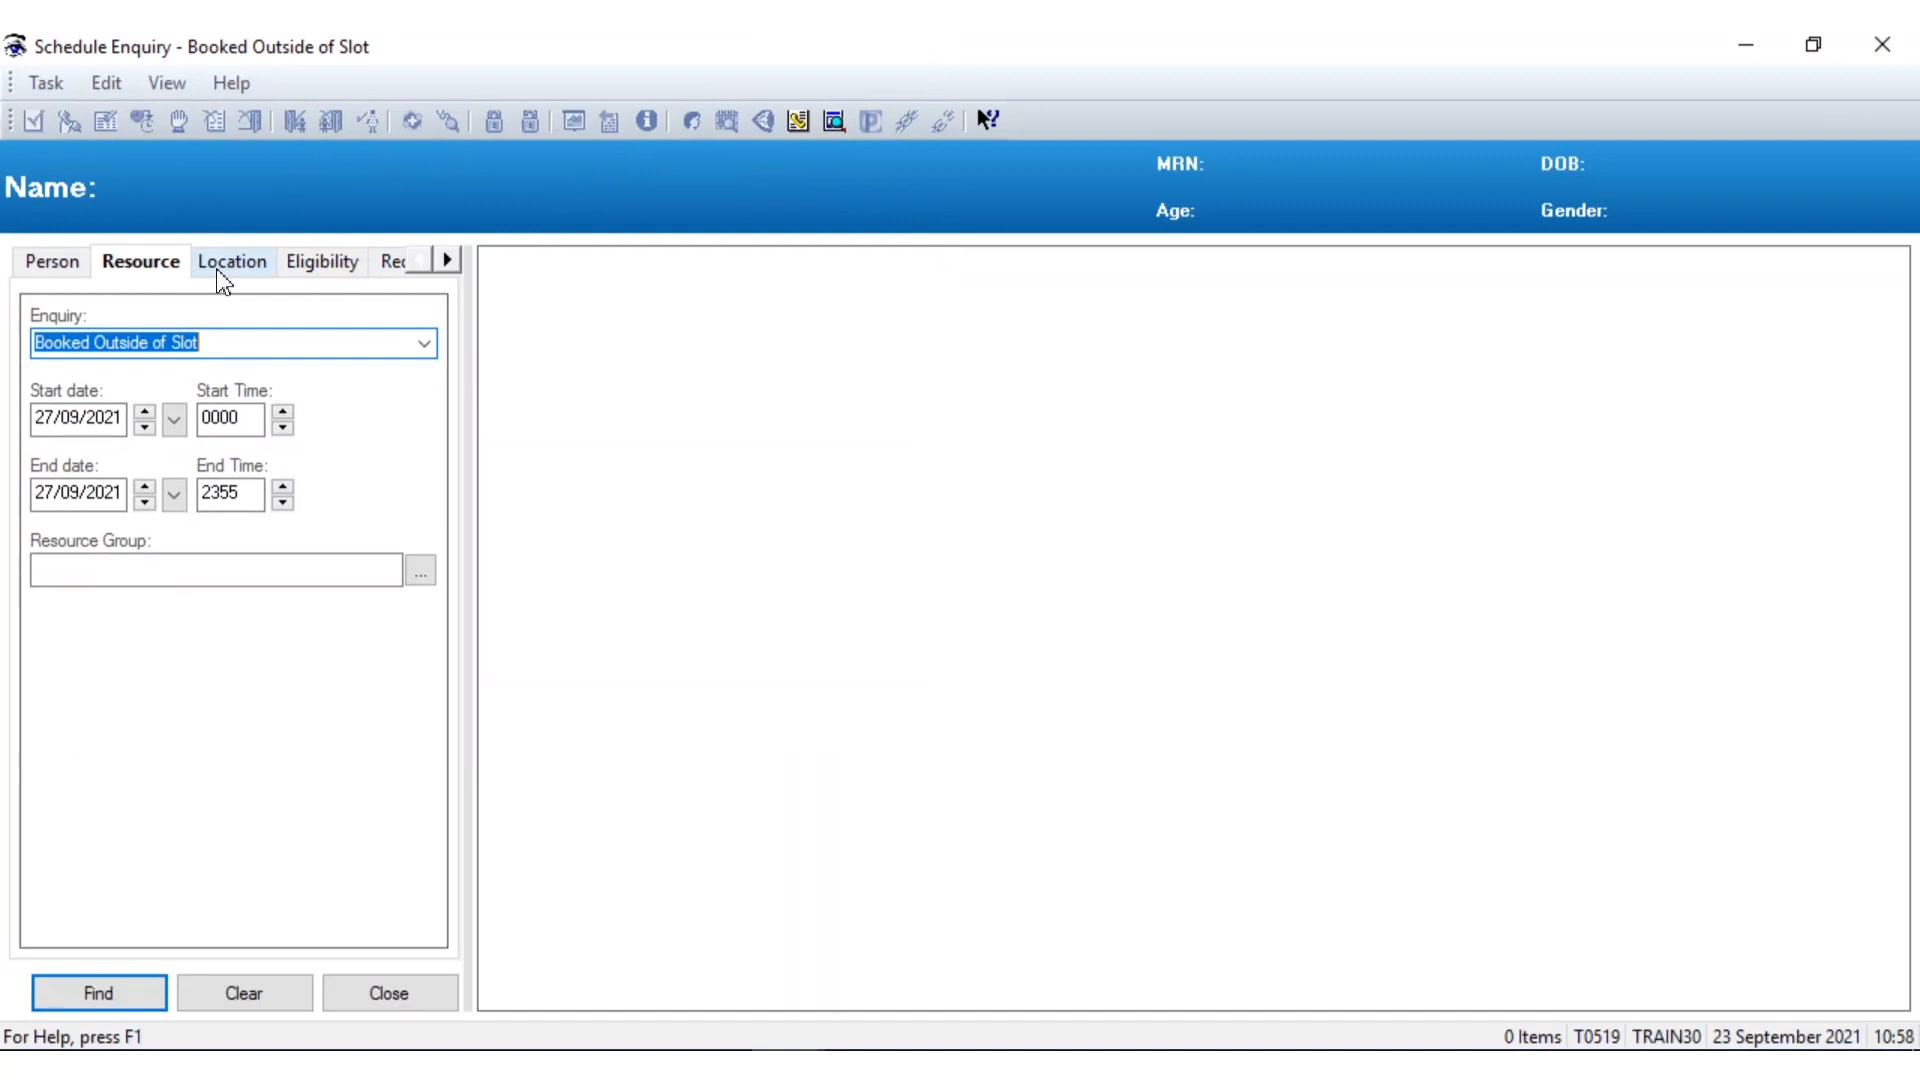 Schedule Enquiry - Booked Outside of Slot
Task Edit View Help
Name:
MRN:
DOB:
Age:
Gender:
Person Resource Location Eligibility Rec
Enquiry:
Booked Outside of Slot
Start date: Start Time:
27/09/2021 0000
End date: End Time:
27/09/2021 2355
Resource Group:
...
Find Clear Close
For Help, press F1
0 Items T0519 TRAIN30 23 September 2021 10:58